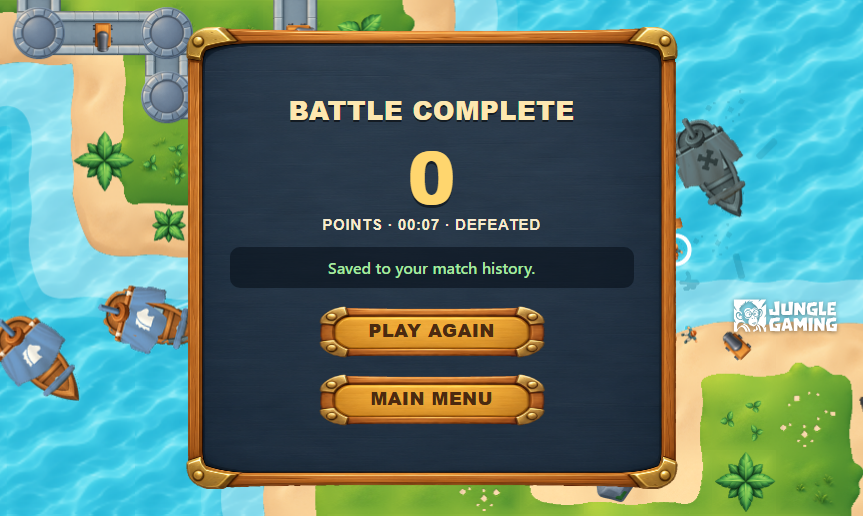 BATTLE COMPLETE
0
POINTS · 00:07 · DEFEATED
Saved to your match history.
PLAY AGAIN
MAIN MENU
JUNGLE
GAMING